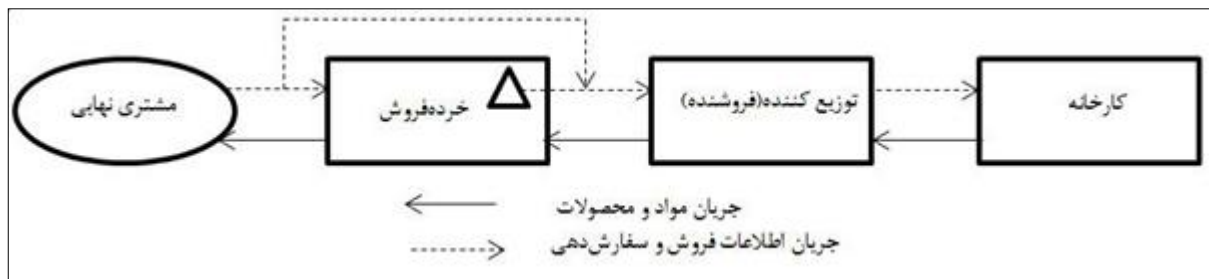 مشتری نهایی
خرده‌فروش
توزیع کننده(فروشنده)
کارخانه
جریان مواد و محصولات
جریان اطلاعات فروش و سفارش‌دهی